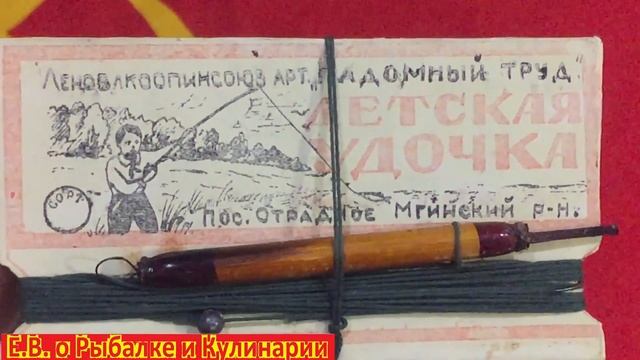 ЛЕНОБЛКООПИНСОЮЗ АРТ. „НАДОМНЫЙ ТРУД"
ДЕТСКАЯ
УДОЧКА
СОРТ
ПОС. ОТРАДНОЕ МГИНСКИЙ Р-Н.
Е.В. о Рыбалке и Кулинарии